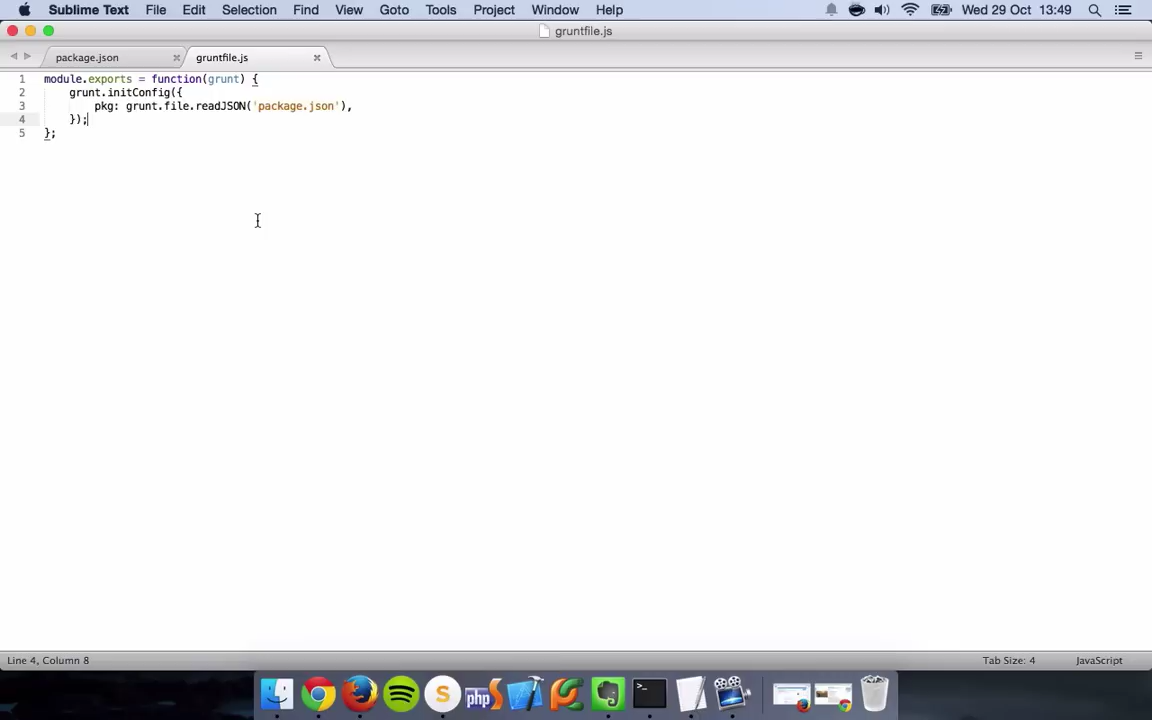 Sublime Text File Edit Selection Find View Goto Tools Project Window Help Wed 29 Oct 13:49
gruntfile.js
package.json gruntfile.js
1 module.exports = function(grunt) {
2 grunt.initConfig({
3 pkg: grunt.file.readJSON('package.json'),
4 });
5 };
Line 4, Column 8 Tab Size: 4 JavaScript
S php >_